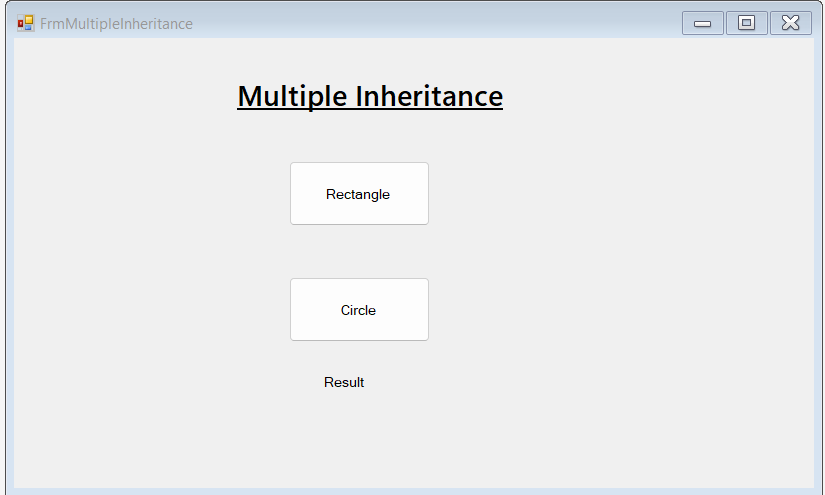 FrmMultipleInheritance
Multiple Inheritance
Rectangle
Circle
Result